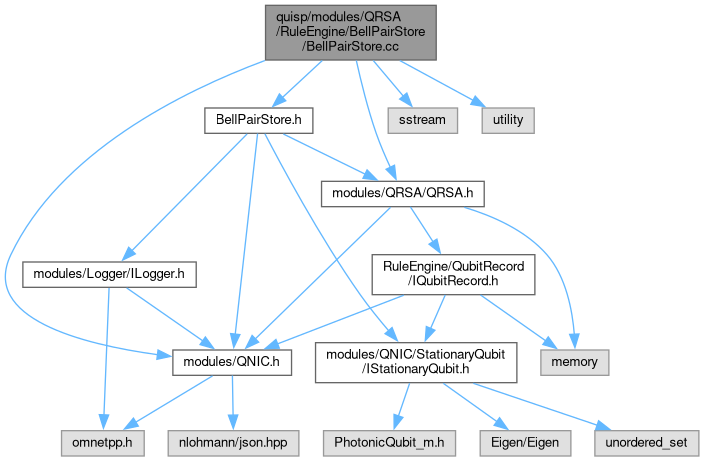 quisp/modules/QRSA
/RuleEngine/BellPairStore
/BellPairStore.cc
BellPairStore.h
sstream
utility
modules/QRSA/QRSA.h
modules/Logger/ILogger.h
RuleEngine/QubitRecord
/IQubitRecord.h
modules/QNIC.h
modules/QNIC/StationaryQubit
/IStationaryQubit.h
memory
omnetpp.h
nlohmann/json.hpp
PhotonicQubit_m.h
Eigen/Eigen
unordered_set